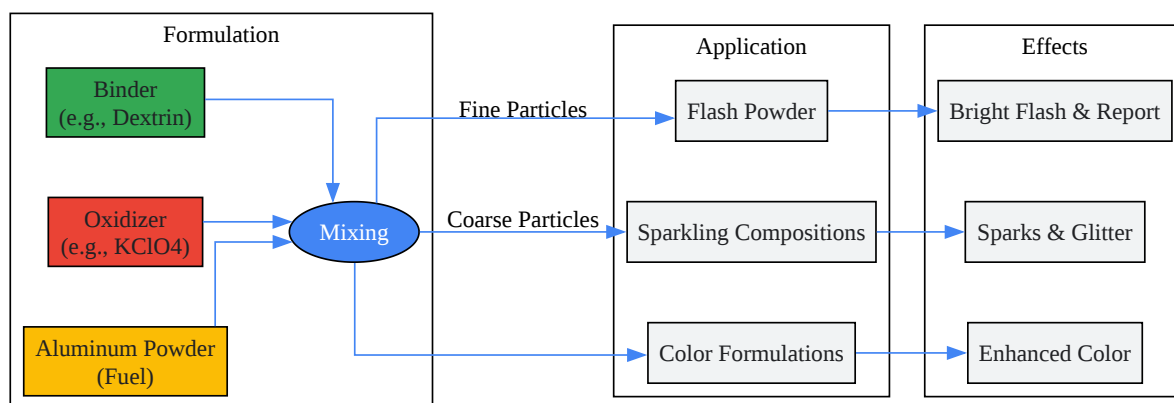 Formulation
Application
Effects
Binder
(e.g., Dextrin)
Fine Particles
Flash Powder
Bright Flash & Report
Oxidizer
(e.g., KClO4)
Mixing
Coarse Particles
Sparkling Compositions
Sparks & Glitter
Aluminum Powder
(Fuel)
Color Formulations
Enhanced Color